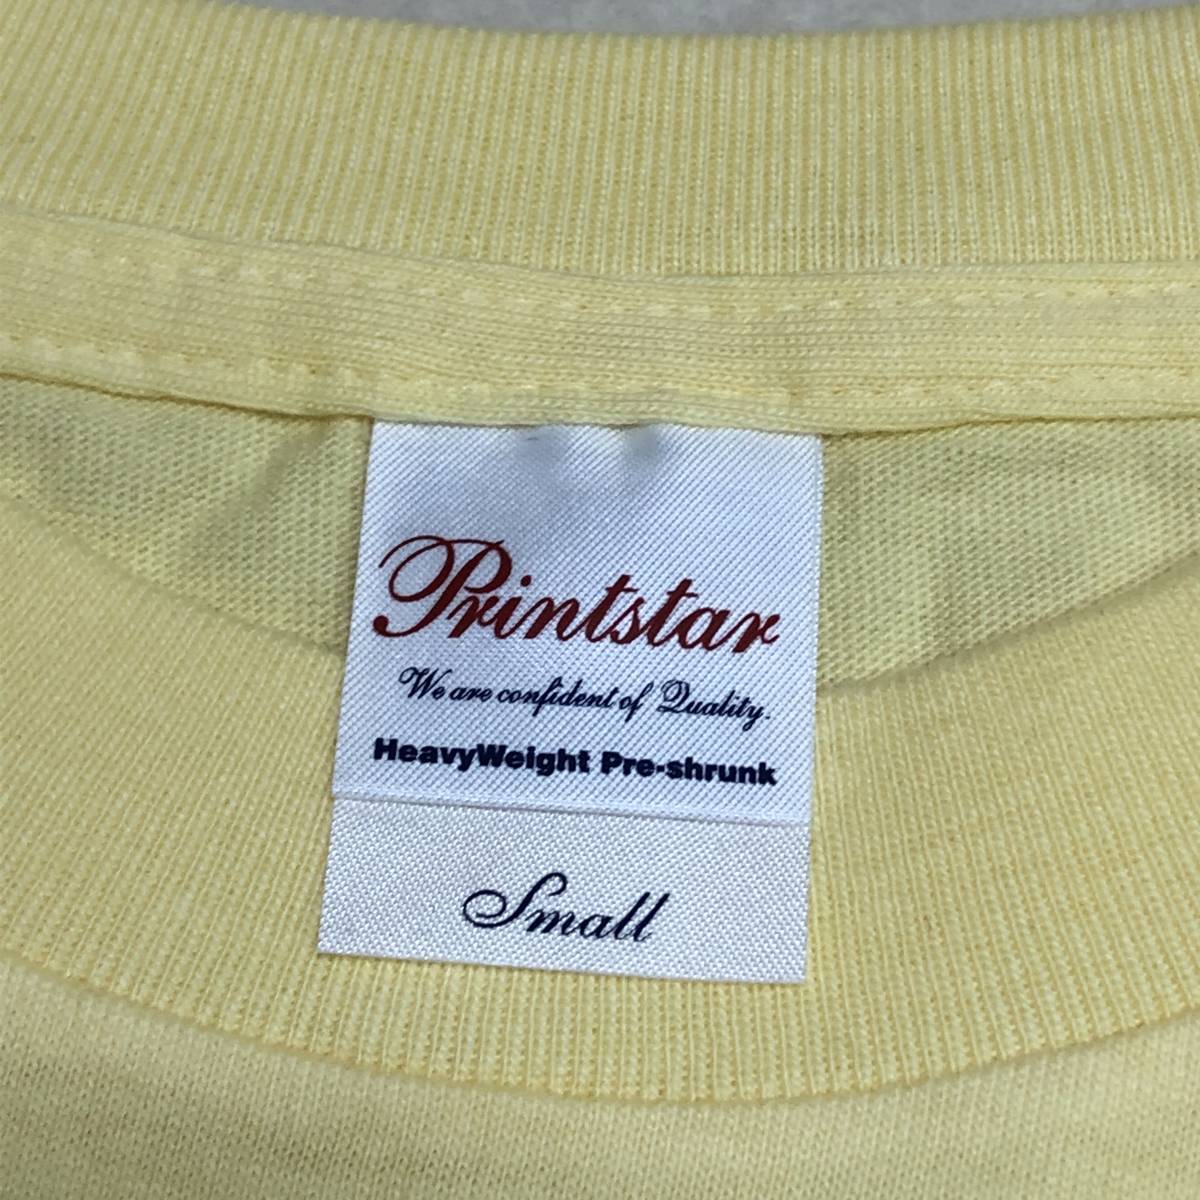 Printstar
We are confident of Quality.
HeavyWeight Pre-shrunk
Small